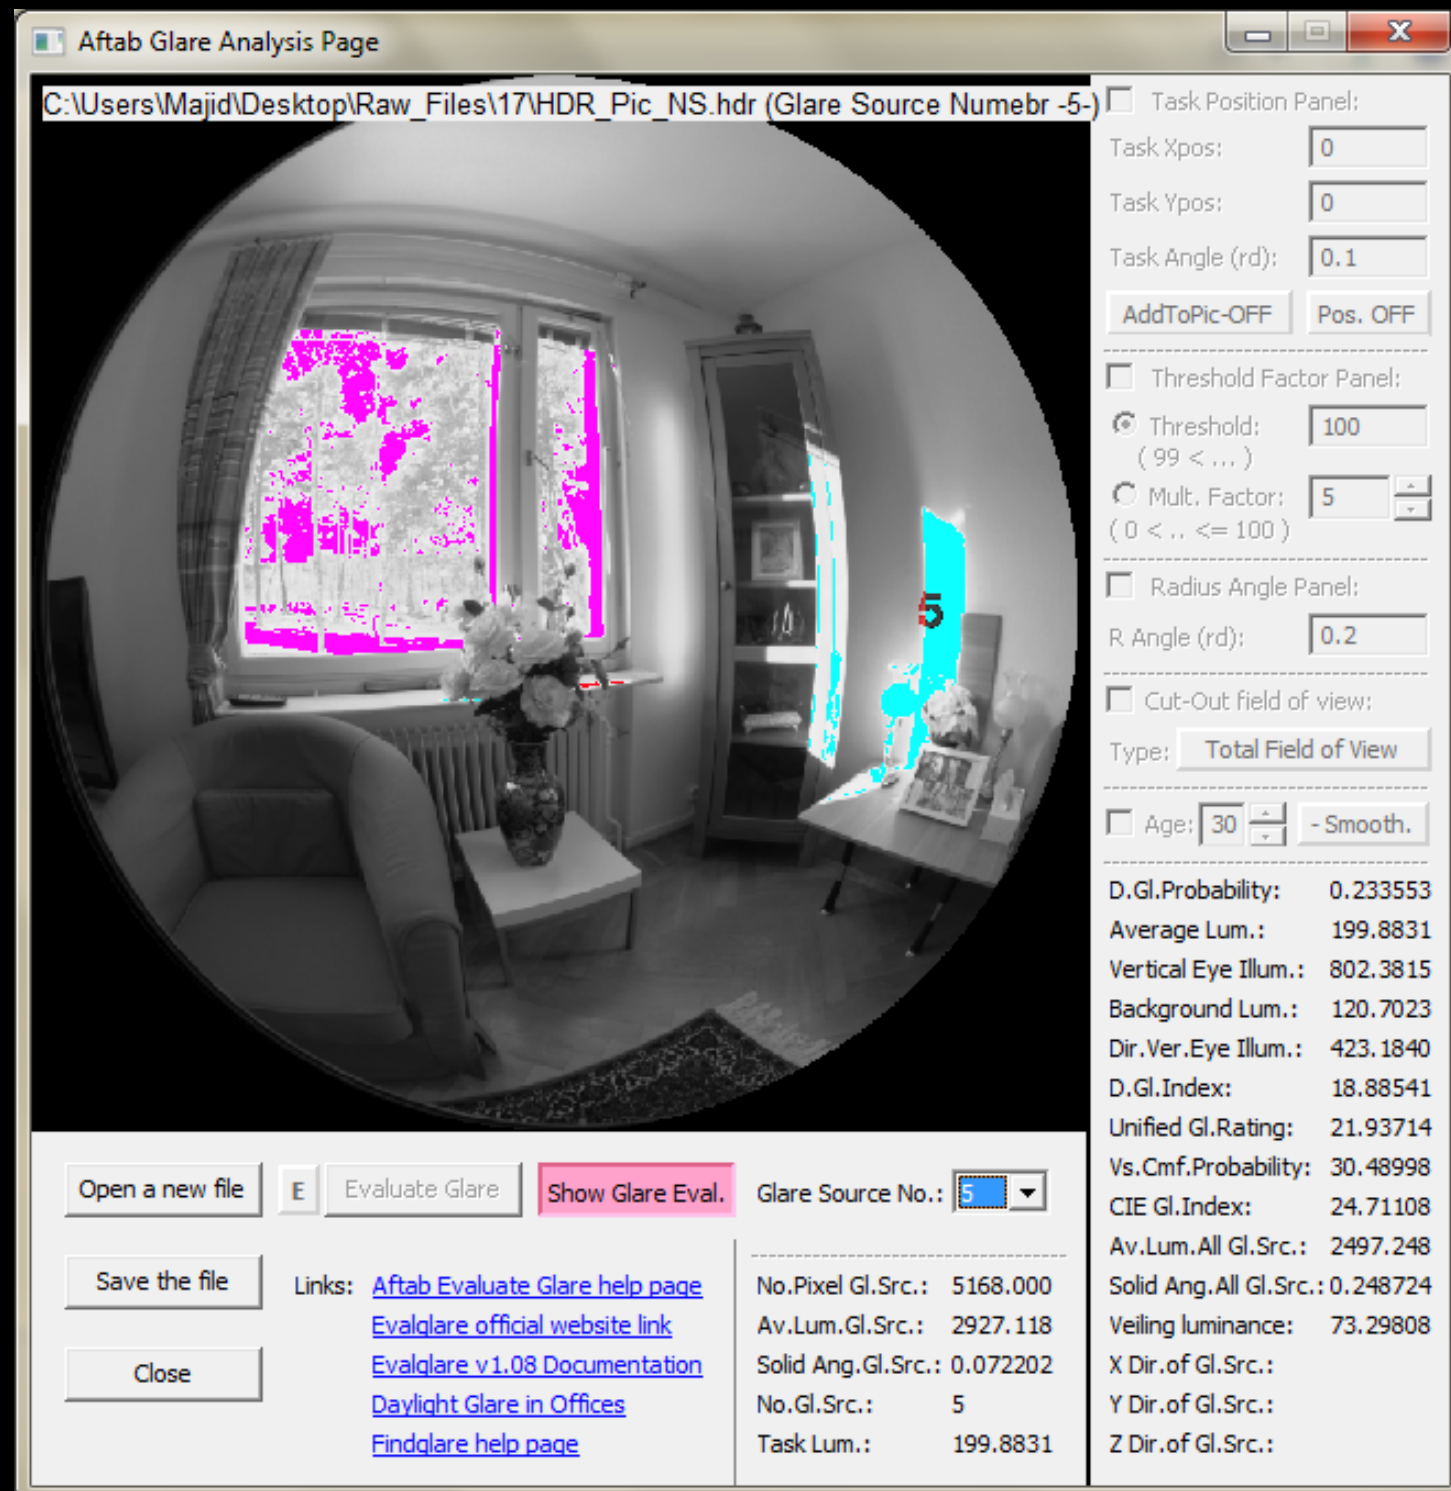 Aftab Glare Analysis Page
C:\Users\Majid\Desktop\Raw_Files\17\HDR_Pic_NS.hdr (Glare Source Numebr -5-)
5
Task Position Panel:
Task Xpos: 0
Task Ypos: 0
Task Angle (rd): 0.1
AddToPic-OFF Pos. OFF
Threshold Factor Panel:
Threshold: 100
( 99 < ... )
Mult. Factor: 5
( 0 < .. <= 100 )
Radius Angle Panel:
R Angle (rd): 0.2
Cut-Out field of view:
Type: Total Field of View
Age: 30 - Smooth.
D.Gl.Probability: 0.233553
Average Lum.: 199.8831
Vertical Eye Illum.: 802.3815
Background Lum.: 120.7023
Dir.Ver.Eye Illum.: 423.1840
D.Gl.Index: 18.88541
Unified Gl.Rating: 21.93714
Vs.Cmf.Probability: 30.48998
CIE Gl.Index: 24.71108
Av.Lum.All Gl.Src.: 2497.248
Solid Ang.All Gl.Src.: 0.248724
Veiling luminance: 73.29808
X Dir.of Gl.Src.:
Y Dir.of Gl.Src.:
Z Dir.of Gl.Src.:
Open a new file E Evaluate Glare Show Glare Eval. Glare Source No.: 5
Save the file
Close
Links: Aftab Evaluate Glare help page
Evalglare official website link
Evalglare v1.08 Documentation
Daylight Glare in Offices
Findglare help page
No.Pixel Gl.Src.: 5168.000
Av.Lum.Gl.Src.: 2927.118
Solid Ang.Gl.Src.: 0.072202
No.Gl.Src.: 5
Task Lum.: 199.8831